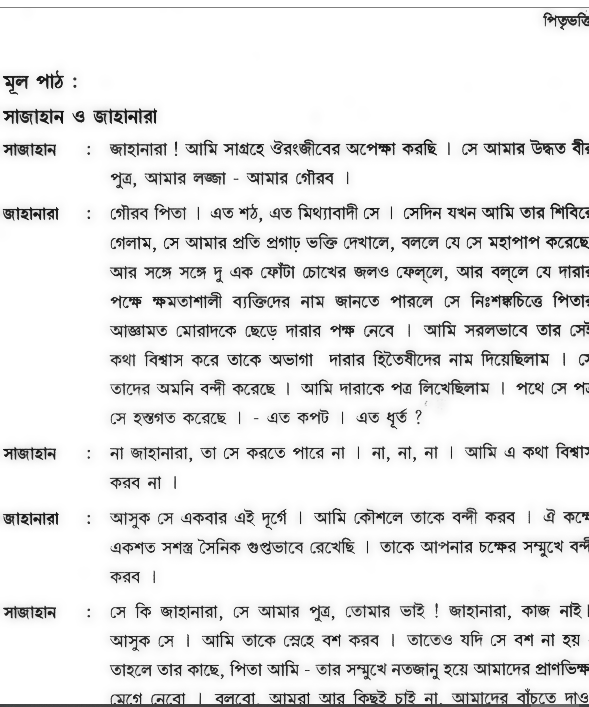 পিতৃভক্তি
মূল পাঠ :
সাজাহান ও জাহানারা
সাজাহান : জাহানারা ! আমি সাগ্রহে ঔরংজীবের অপেক্ষা করছি । সে আমার উদ্ধত বীর
পুত্র, আমার লজ্জা - আমার গৌরব ।
জাহানারা : গৌরব পিতা । এত শঠ, এত মিথ্যাবাদী সে । সেদিন যখন আমি তার শিবিরে
গেলাম, সে আমার প্রতি প্রগাঢ় ভক্তি দেখালে, বললে যে সে মহাপাপ করেছে
আর সঙ্গে সঙ্গে দু এক ফোঁটা চোখের জলও ফেল্‌লে, আর বল্‌লে যে দারার
পক্ষে ক্ষমতাশালী ব্যক্তিদের নাম জানতে পারলে সে নিঃশঙ্কচিত্তে পিতার
আজ্ঞামত মোরাদকে ছেড়ে দারার পক্ষ নেবে । আমি সরলভাবে তার সেই
কথা বিশ্বাস করে তাকে অভাগা দারার হিতৈষীদের নাম দিয়েছিলাম । সে
তাদের অমনি বন্দী করেছে । আমি দারাকে পত্র লিখেছিলাম । পথে সে পত্র
সে হস্তগত করেছে । - এত কপট । এত ধূর্ত ?
সাজাহান : না জাহানারা, তা সে করতে পারে না । না, না, না । আমি এ কথা বিশ্বাস
করব না ।
জাহানারা : আসুক সে একবার এই দূর্গে । আমি কৌশলে তাকে বন্দী করব । ঐ কক্ষে
একশত সশস্ত্র সৈনিক গুপ্তভাবে রেখেছি । তাকে আপনার চক্ষের সম্মুখে বন্দী
করব ।
সাজাহান : সে কি জাহানারা, সে আমার পুত্র, তোমার ভাই ! জাহানারা, কাজ নাই।
আসুক সে । আমি তাকে স্নেহে বশ করব । তাতেও যদি সে বশ না হয় -
তাহলে তার কাছে, পিতা আমি - তার সম্মুখে নতজানু হয়ে আমাদের প্রাণভিক্ষা
মেগে নেবো । বলবো, আমরা আর কিছুই চাই না, আমাদের বাঁচতে দাও